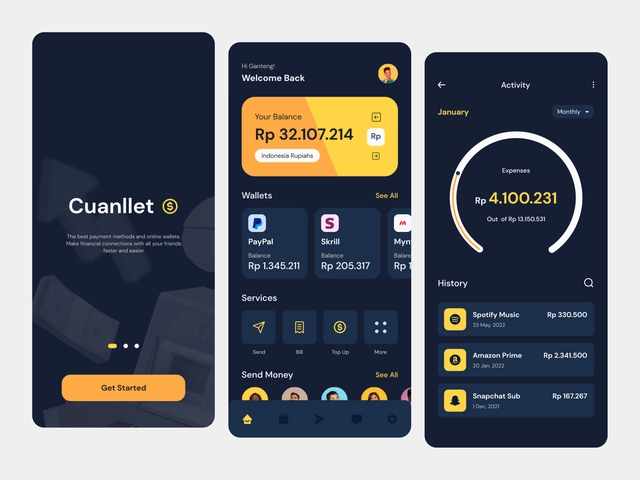 Cuanllet
The best payment methods and online wallets.
Make financial connections with all your friends
faster and easier
Get Started
Hi Ganteng!
Welcome Back
Your Balance
Rp 32.107.214
Rp
Indonesia Rupiahs
Wallets
See All
PayPal
Balance
Rp 1.345.211
Skrill
Balance
Rp 205.317
Myn
Balanc
Rp 1
Services
Send
Bill
Top Up
More
Send Money
See All
Activity
January
Monthly
Expenses
Rp 4.100.231
Out of Rp 13.150.531
History
Spotify Music
Rp 330.500
23 May, 2022
Amazon Prime
Rp 2.341.500
20 Jan, 2022
Snapchat Sub
Rp 167.267
1 Dec, 2021